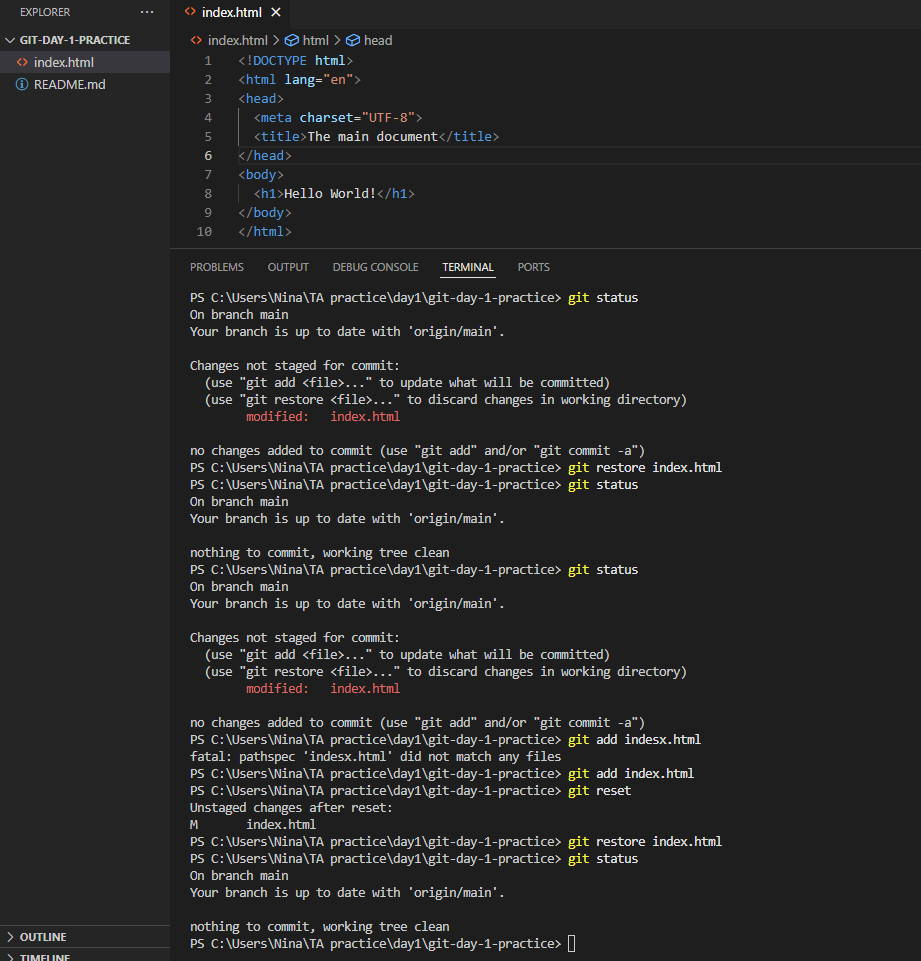 EXPLORER
···
index.html
GIT-DAY-1-PRACTICE
index.html
README.md
OUTLINE
TIMELINE
index.html > html > head
1 <!DOCTYPE html>
2 <html lang="en">
3 <head>
4 <meta charset="UTF-8">
5 <title>The main document</title>
6 </head>
7 <body>
8 <h1>Hello World!</h1>
9 </body>
10 </html>
PROBLEMS OUTPUT DEBUG CONSOLE TERMINAL PORTS
PS C:\Users\Nina\TA practice\day1\git-day-1-practice> git status
On branch main
Your branch is up to date with 'origin/main'.
Changes not staged for commit:
(use "git add <file>..." to update what will be committed)
(use "git restore <file>..." to discard changes in working directory)
modified: index.html
no changes added to commit (use "git add" and/or "git commit -a")
PS C:\Users\Nina\TA practice\day1\git-day-1-practice> git restore index.html
PS C:\Users\Nina\TA practice\day1\git-day-1-practice> git status
On branch main
Your branch is up to date with 'origin/main'.
nothing to commit, working tree clean
PS C:\Users\Nina\TA practice\day1\git-day-1-practice> git status
On branch main
Your branch is up to date with 'origin/main'.
Changes not staged for commit:
(use "git add <file>..." to update what will be committed)
(use "git restore <file>..." to discard changes in working directory)
modified: index.html
no changes added to commit (use "git add" and/or "git commit -a")
PS C:\Users\Nina\TA practice\day1\git-day-1-practice> git add indesx.html
fatal: pathspec 'indesx.html' did not match any files
PS C:\Users\Nina\TA practice\day1\git-day-1-practice> git add index.html
PS C:\Users\Nina\TA practice\day1\git-day-1-practice> git reset
Unstaged changes after reset:
M index.html
PS C:\Users\Nina\TA practice\day1\git-day-1-practice> git restore index.html
PS C:\Users\Nina\TA practice\day1\git-day-1-practice> git status
On branch main
Your branch is up to date with 'origin/main'.
nothing to commit, working tree clean
PS C:\Users\Nina\TA practice\day1\git-day-1-practice>